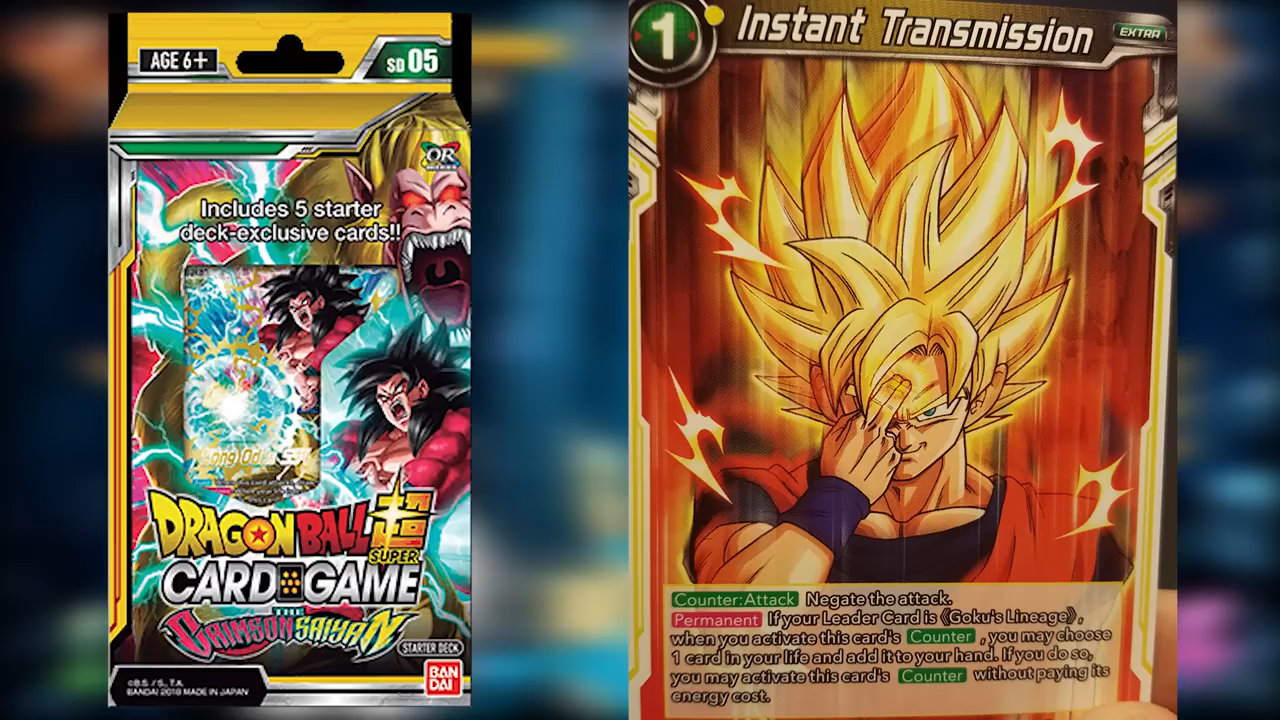 AGE 6+
SD 05
Includes 5 starter
deck-exclusive cards!!
DRAGON BALL 超
SUPER
CARD GAME
THE
CRIMSON SAIYAN
STARTER DECK
©B.S. / S., T.A.
BANDAI 2018 MADE IN JAPAN
BAN
DAI
1
Instant Transmission
EXTRA
Counter:Attack Negate the attack.
Permanent If your Leader Card is 《Goku's Lineage》,
when you activate this card's Counter , you may choose
1 card in your life and add it to your hand. If you do so,
you may activate this card's Counter without paying its
energy cost.